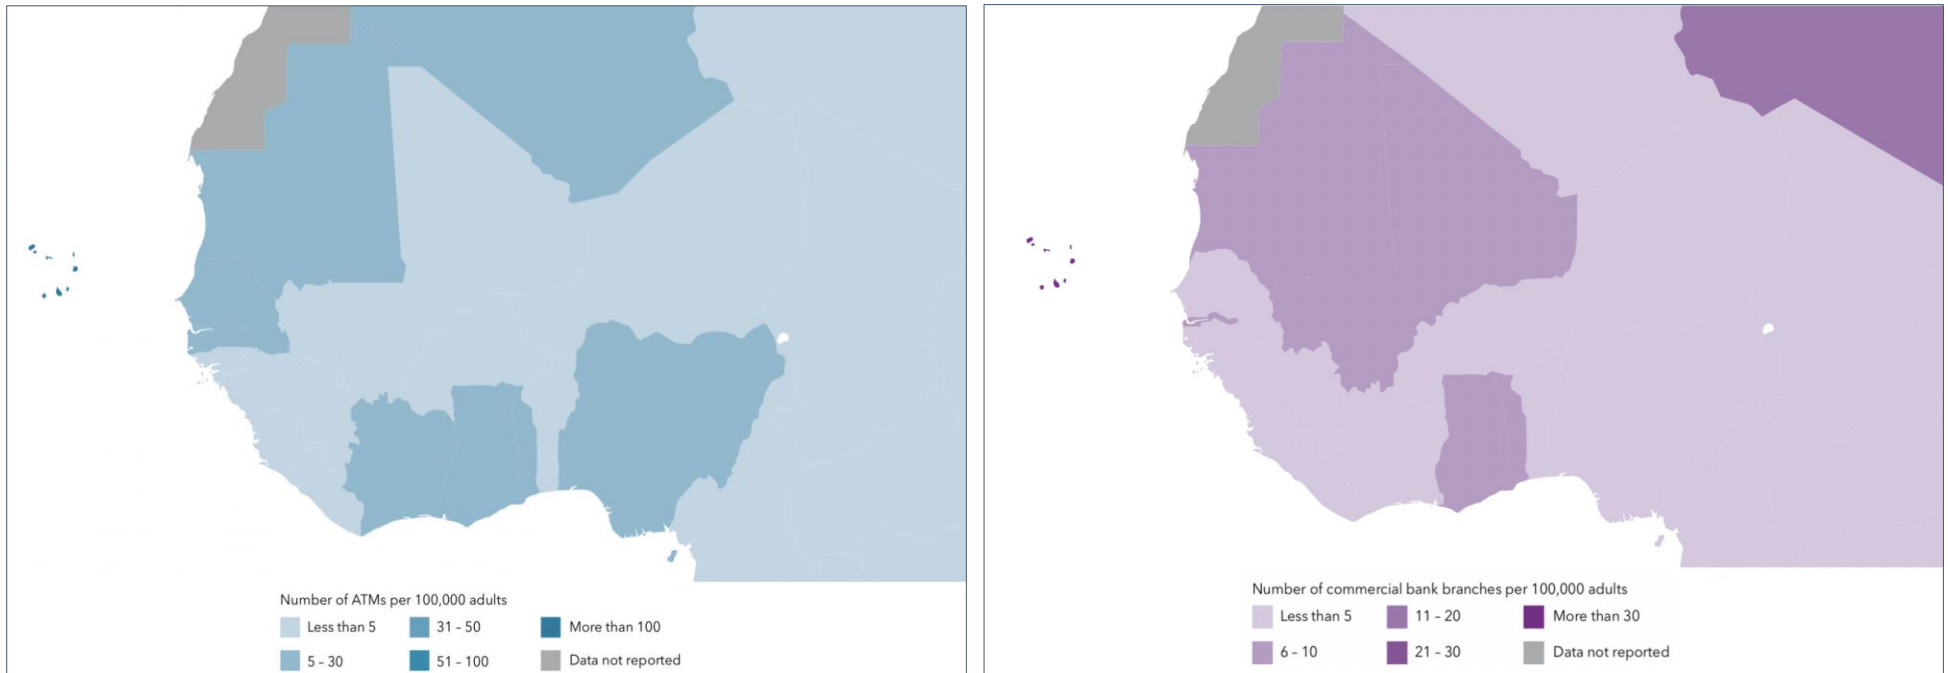 Number of ATMs per 100,000 adults
Less than 5
31 – 50
More than 100
5 – 30
51 – 100
Data not reported
Number of commercial bank branches per 100,000 adults
Less than 5
11 – 20
More than 30
6 – 10
21 – 30
Data not reported